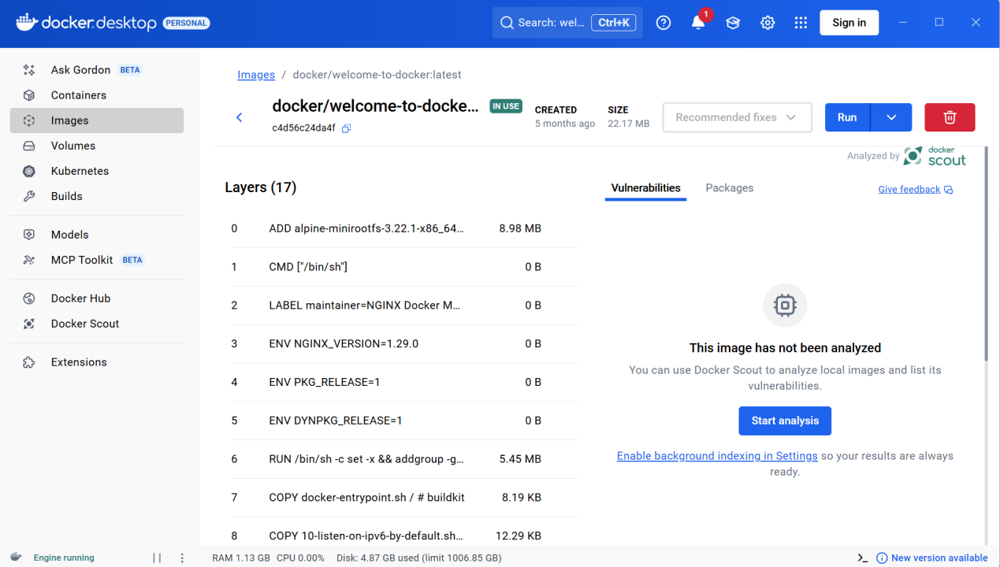 docker.desktop PERSONAL
Search: wel... Ctrl+K
1
Sign in
Ask Gordon BETA
Containers
Images
Volumes
Kubernetes
Builds
Models
MCP Toolkit BETA
Docker Hub
Docker Scout
Extensions
Images / docker/welcome-to-docker:latest
docker/welcome-to-docke... IN USE
c4d56c24da4f
CREATED
5 months ago
SIZE
22.17 MB
Recommended fixes
Run
Analyzed by docker scout
Layers (17)
0 ADD alpine-minirootfs-3.22.1-x86_64... 8.98 MB
1 CMD ["/bin/sh"] 0 B
2 LABEL maintainer=NGINX Docker M... 0 B
3 ENV NGINX_VERSION=1.29.0 0 B
4 ENV PKG_RELEASE=1 0 B
5 ENV DYNPKG_RELEASE=1 0 B
6 RUN /bin/sh -c set -x && addgroup -g... 5.45 MB
7 COPY docker-entrypoint.sh / # buildkit 8.19 KB
8 COPY 10-listen-on-ipv6-by-default.sh... 12.29 KB
Vulnerabilities
Packages
Give feedback
This image has not been analyzed
You can use Docker Scout to analyze local images and list its
vulnerabilities.
Start analysis
Enable background indexing in Settings so your results are always
ready.
Engine running
RAM 1.13 GB CPU 0.00% Disk: 4.87 GB used (limit 1006.85 GB)
New version available